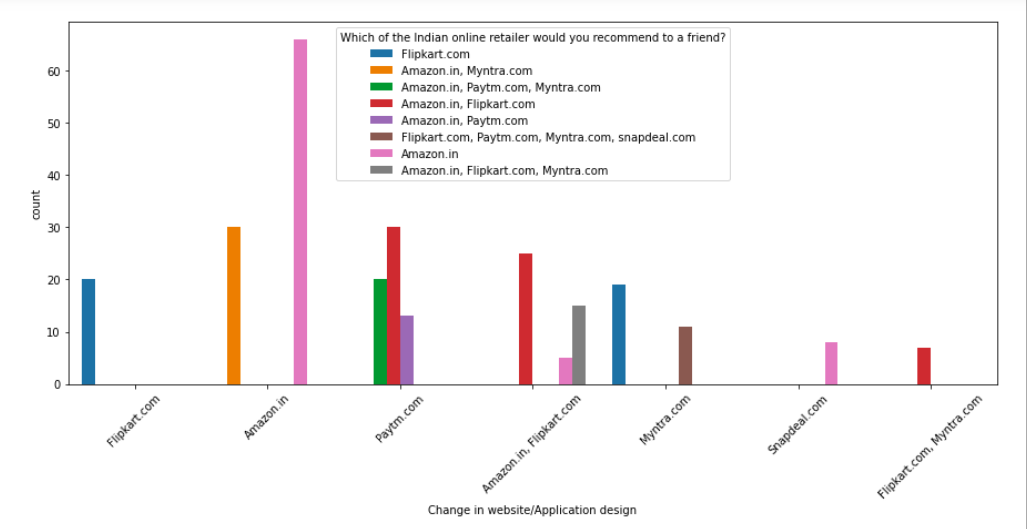 Which of the Indian online retailer would you recommend to a friend?
Flipkart.com
Amazon.in, Myntra.com
Amazon.in, Paytm.com, Myntra.com
Amazon.in, Flipkart.com
Amazon.in, Paytm.com
Flipkart.com, Paytm.com, Myntra.com, snapdeal.com
Amazon.in
Amazon.in, Flipkart.com, Myntra.com
60
50
40
30
20
10
0
count
Flipkart.com
Amazon.in
Paytm.com
Amazon.in, Flipkart.com
Myntra.com
Snapdeal.com
Flipkart.com, Myntra.com
Change in website/Application design